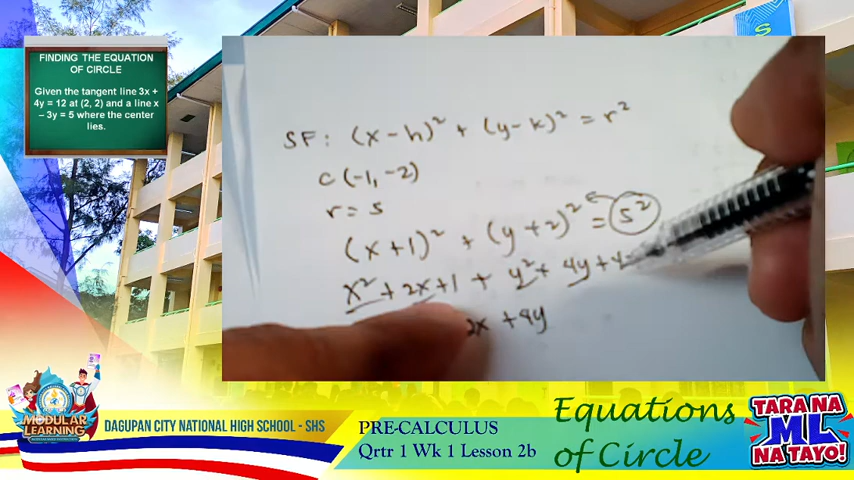 FINDING THE EQUATION
OF CIRCLE
Given the tangent line 3x +
4y = 12 at (2, 2) and a line x
– 3y = 5 where the center
lies.
S
SF: (x-h)² + (y-k)² = r²
c(-1, -2)
r = 5
(x+1)² + (y+2)² = 5²
x² + 2x + 1 + y² + 4y + 4
2x + 4y
MODULAR
LEARNING
DAGUPAN CITY NATIONAL HIGH SCHOOL - SHS
PRE-CALCULUS
Qrtr 1 Wk 1 Lesson 2b
Equations
of Circle
TARA NA
ML
NA TAYO!